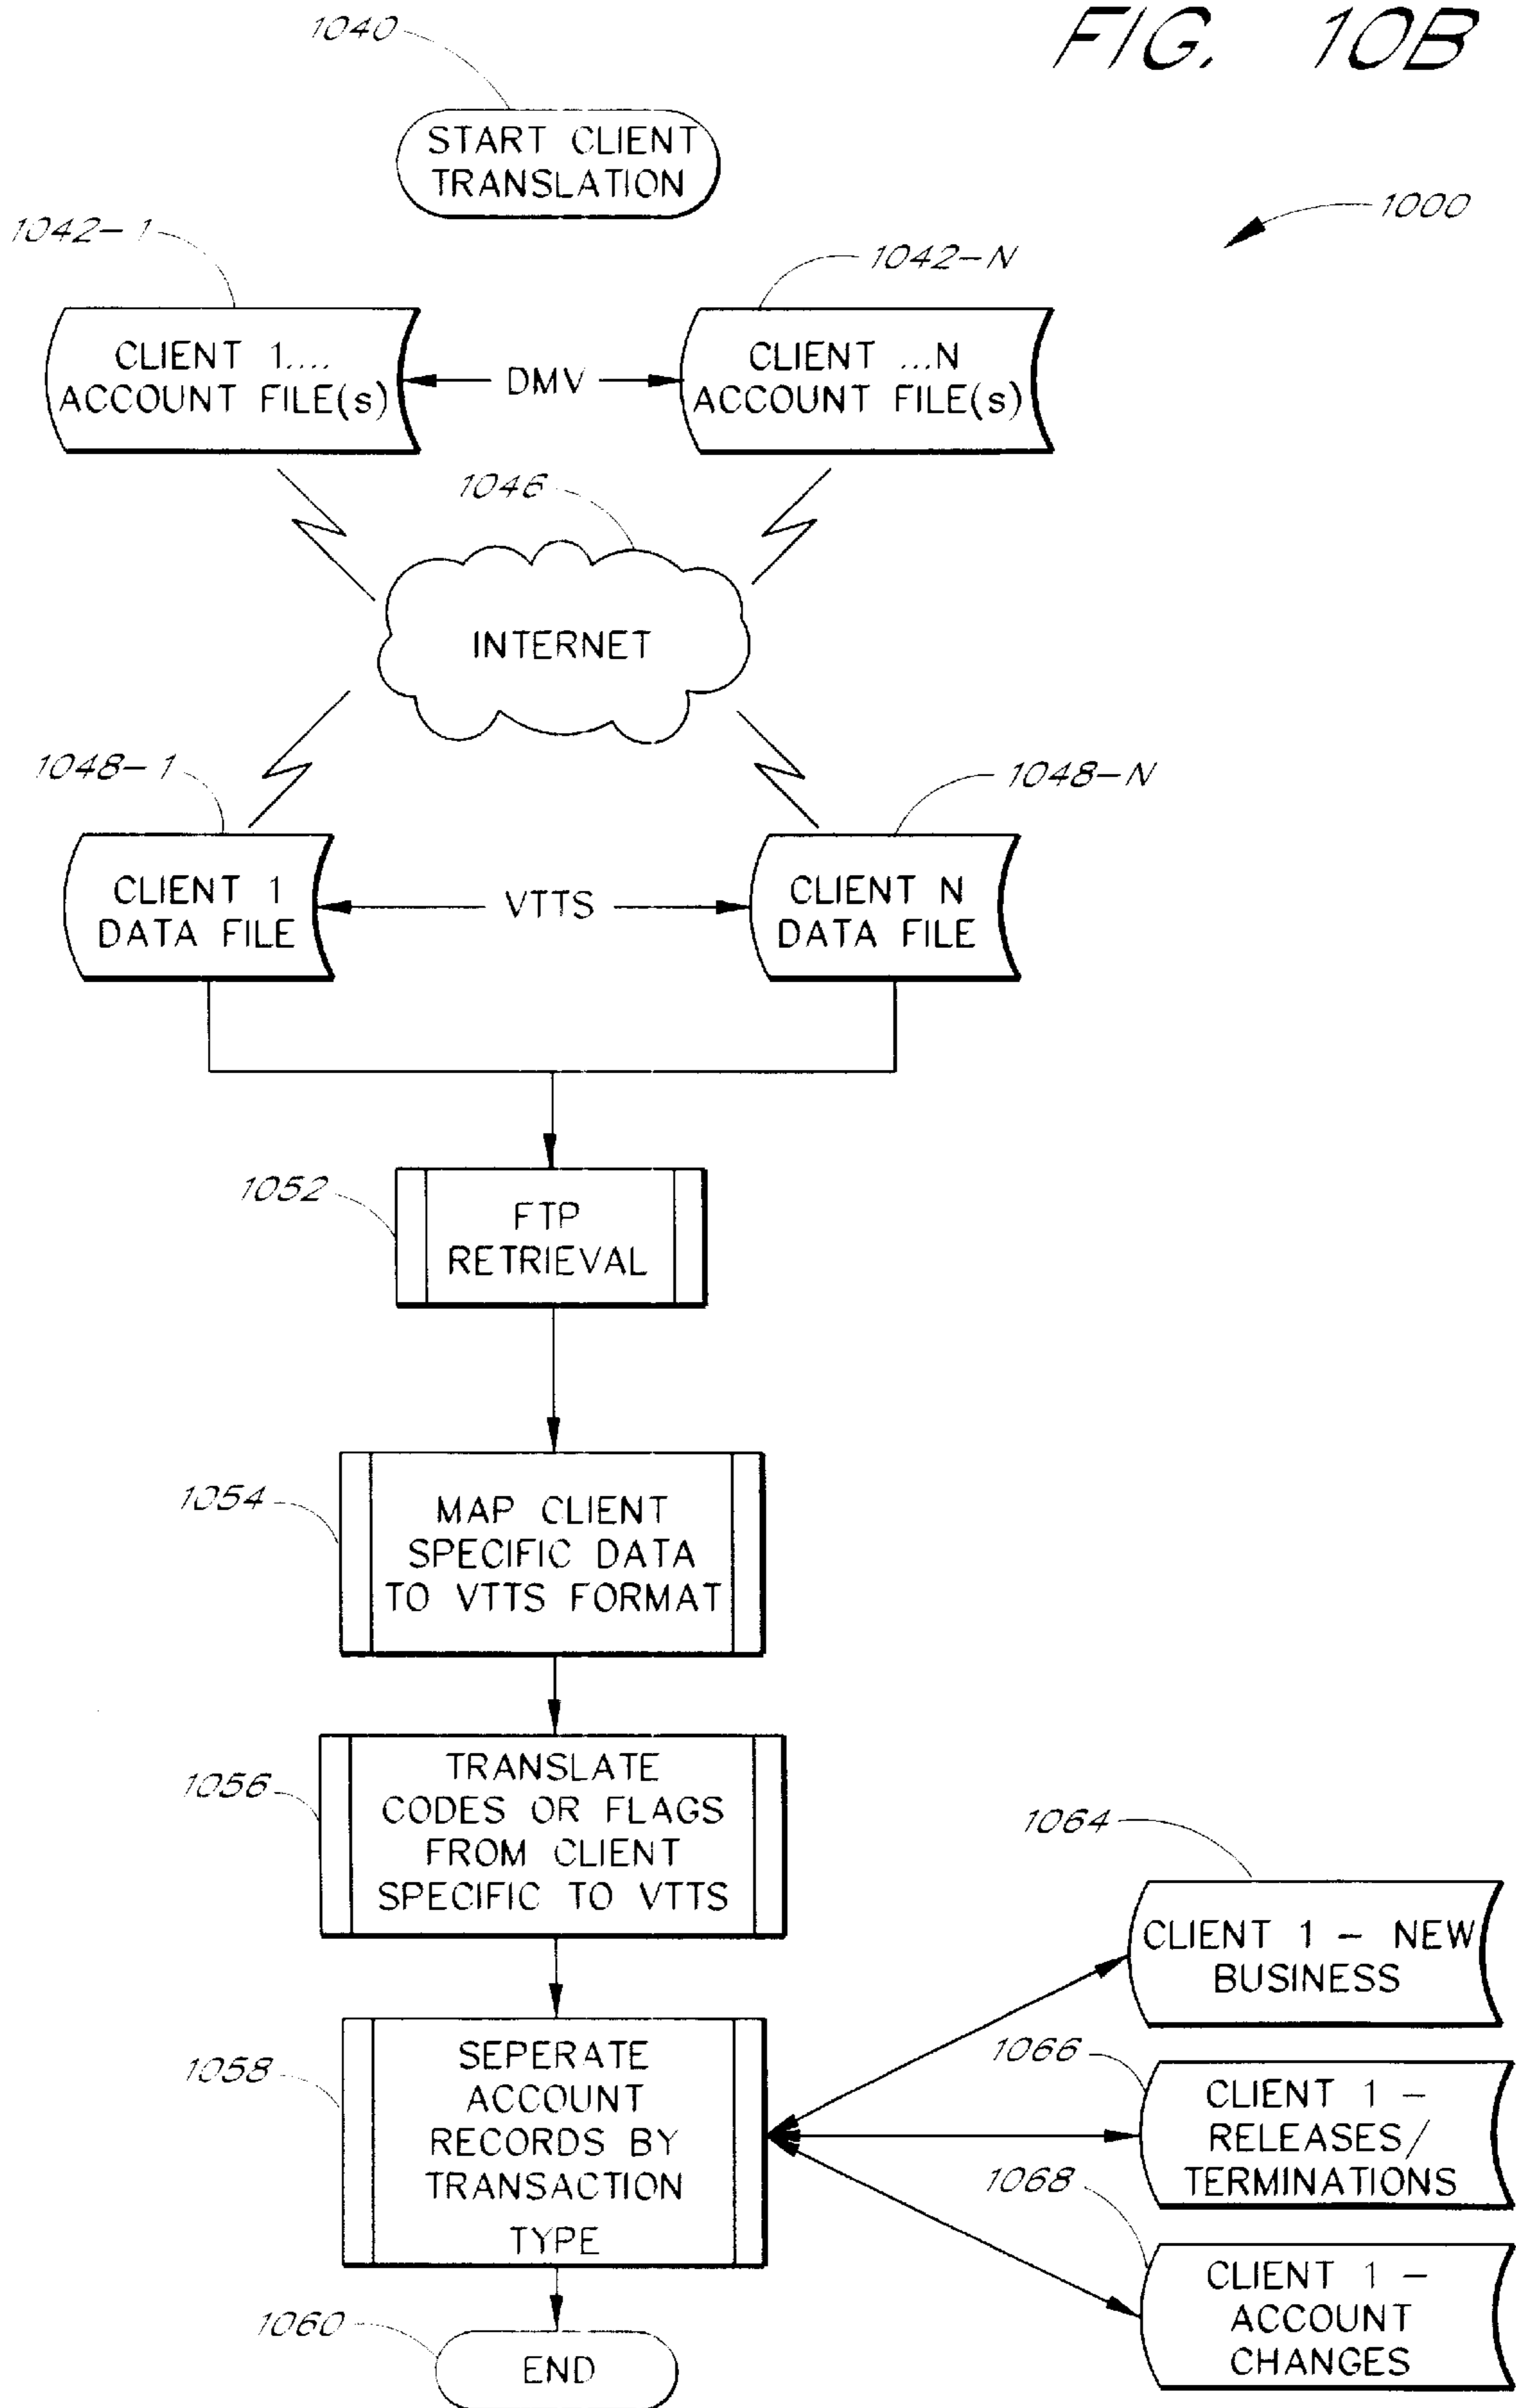 FIG. 10B
1040
START CLIENT
TRANSLATION
1000
1042-1
1042-N
CLIENT 1....
ACCOUNT FILE(s)
DMV
CLIENT ...N
ACCOUNT FILE(s)
1046
INTERNET
1048-1
1048-N
CLIENT 1
DATA FILE
VTTS
CLIENT N
DATA FILE
1052
FTP
RETRIEVAL
1054
MAP CLIENT
SPECIFIC DATA
TO VTTS FORMAT
1056
TRANSLATE
CODES OR FLAGS
FROM CLIENT
SPECIFIC TO VTTS
1064
CLIENT 1 - NEW
BUSINESS
1058
SEPERATE
ACCOUNT
RECORDS BY
TRANSACTION
TYPE
1066
CLIENT 1 -
RELEASES/
TERMINATIONS
1068
CLIENT 1 -
ACCOUNT
CHANGES
1060
END